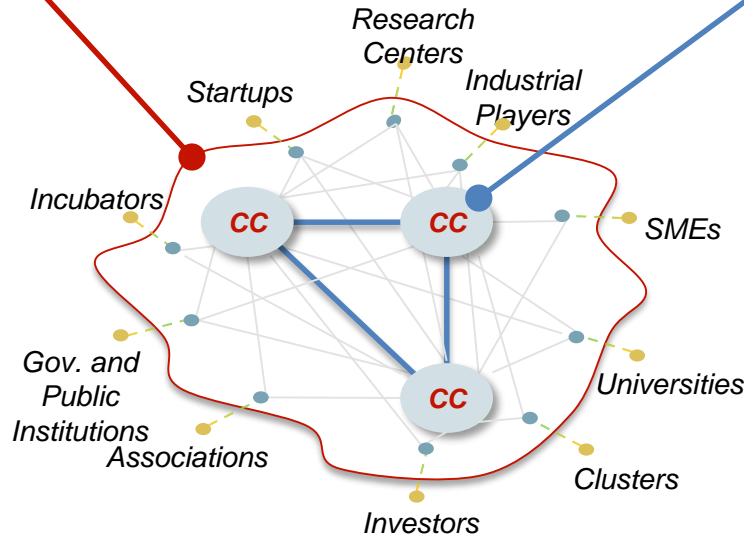 Research
Centers
Industrial
Players
Startups
Incubators
CC
CC
SMEs
Gov. and
Public
Institutions
Universities
CC
Associations
Clusters
Investors